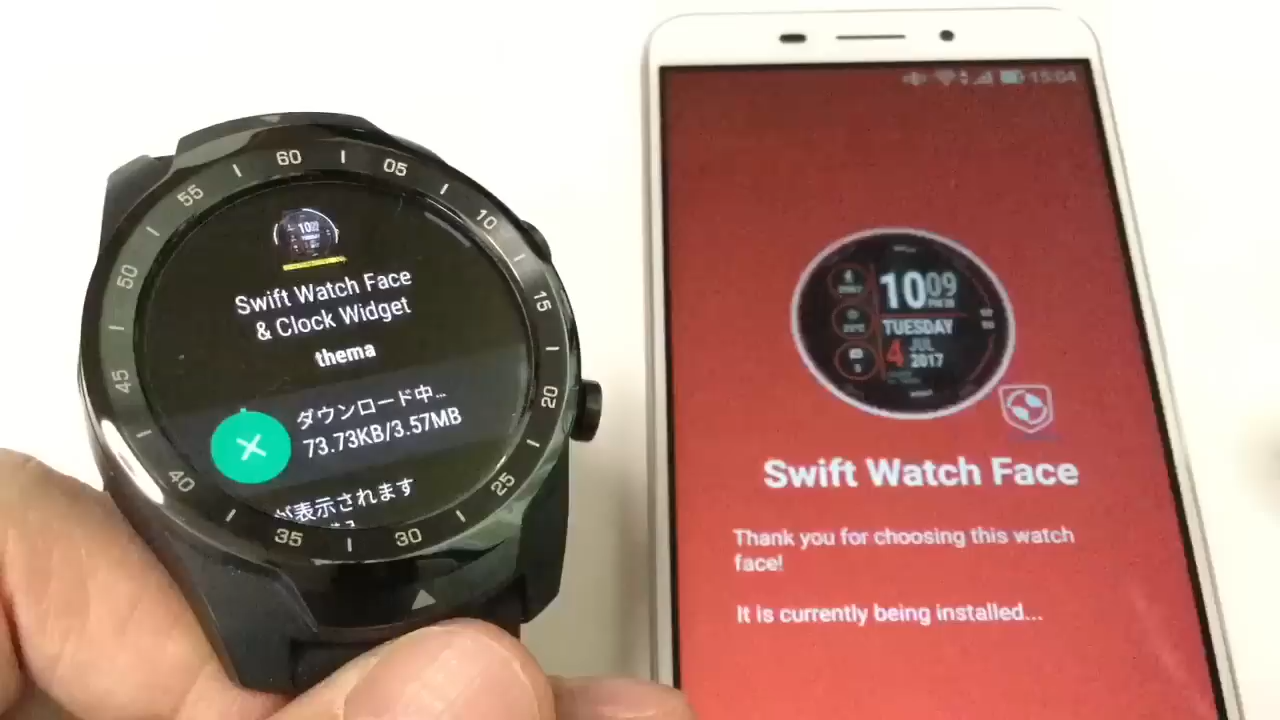 60
05
10
15
20
25
30
35
40
45
50
55
Swift Watch Face
& Clock Widget
thema
ダウンロード中...
73.73KB/3.57MB
が表示されます
15:04
1009
TUESDAY
4 JUL
2017
Swift Watch Face
Thank you for choosing this watch
face!
It is currently being installed...